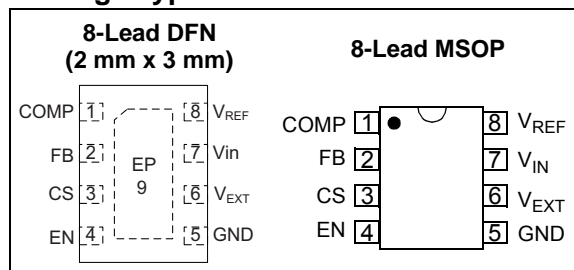 8-Lead DFN
(2 mm x 3 mm)
COMP 1 8 VREF
FB 2 EP 7 Vin
CS 3 9 6 VEXT
EN 4 5 GND
8-Lead MSOP
COMP 1 8 VREF
FB 2 7 VIN
CS 3 6 VEXT
EN 4 5 GND